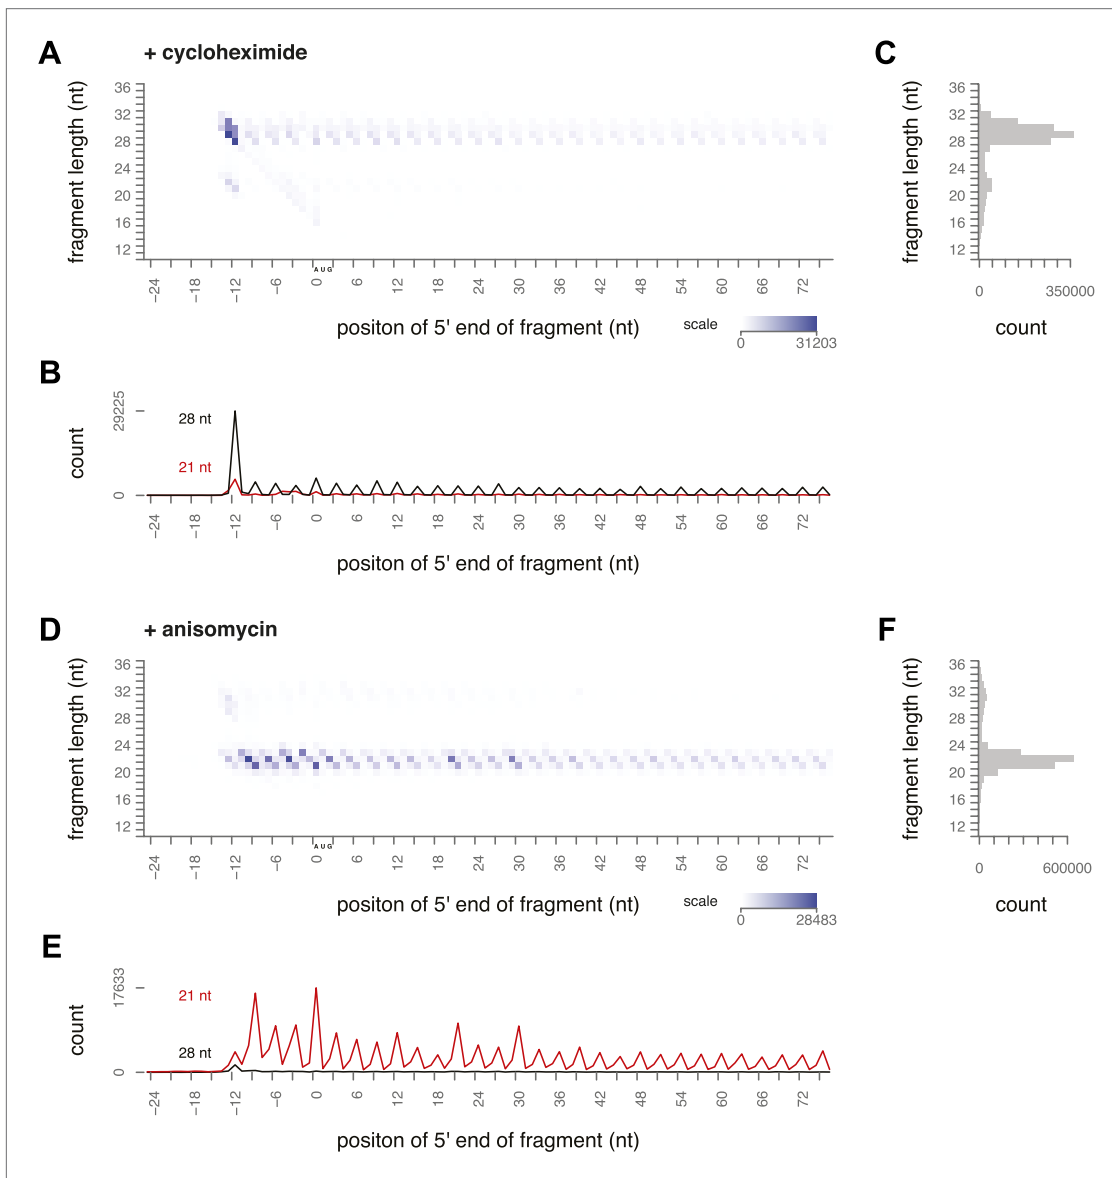 A + cycloheximide C
fragment length (nt)
36
32
28
24
20
16
12
A U G
−24 −18 −12 −6 0 6 12 18 24 30 36 42 48 54 60 66 72
positon of 5' end of fragment (nt)
scale
0 31203
fragment length (nt)
36
32
28
24
20
16
12
0 350000
count
B
count
29225
0
28 nt
21 nt
−24 −18 −12 −6 0 6 12 18 24 30 36 42 48 54 60 66 72
positon of 5' end of fragment (nt)
D + anisomycin F
fragment length (nt)
36
32
28
24
20
16
12
A U G
−24 −18 −12 −6 0 6 12 18 24 30 36 42 48 54 60 66 72
positon of 5' end of fragment (nt)
scale
0 28483
fragment length (nt)
36
32
28
24
20
16
12
0 600000
count
E
count
17633
0
21 nt
28 nt
−24 −18 −12 −6 0 6 12 18 24 30 36 42 48 54 60 66 72
positon of 5' end of fragment (nt)